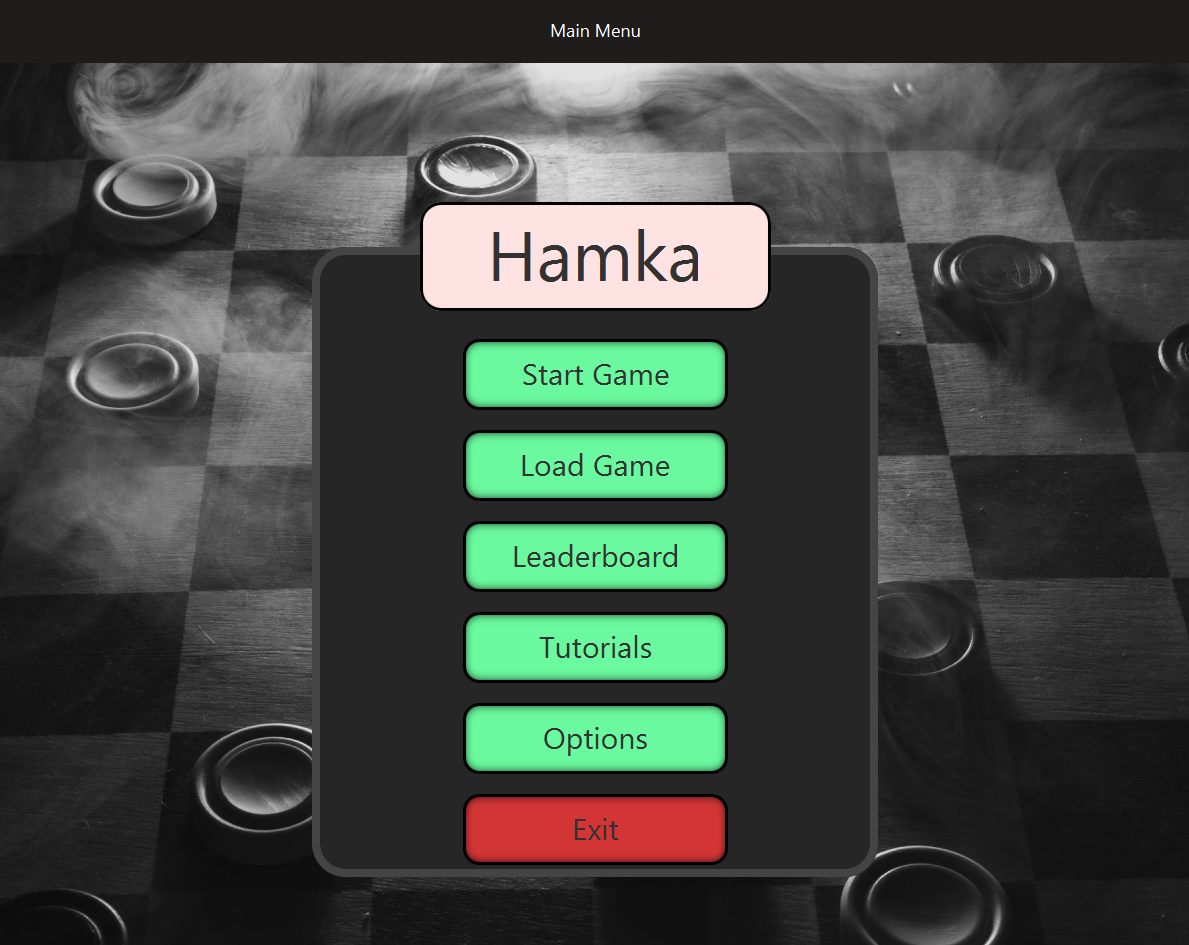 Main Menu
Hamka
Start Game
Load Game
Leaderboard
Tutorials
Options
Exit